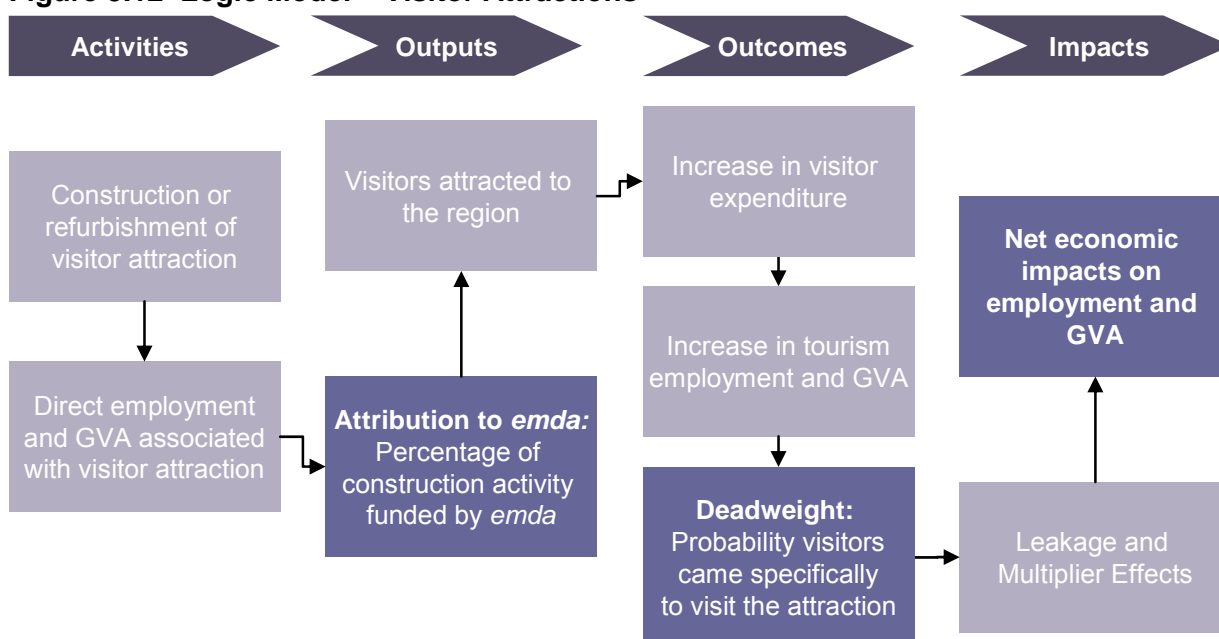 Figure Logic Model – Visitor Attractions
Activities
Outputs
Outcomes
Impacts
Construction or
refurbishment of
visitor attraction
Direct employment
and GVA associated
with visitor attraction
Visitors attracted to
the region
Attribution to emda:
Percentage of
construction activity
funded by emda
Increase in visitor
expenditure
Increase in tourism
employment and GVA
Deadweight:
Probability visitors
came specifically
to visit the attraction
Net economic
impacts on
employment and
GVA
Leakage and
Multiplier Effects